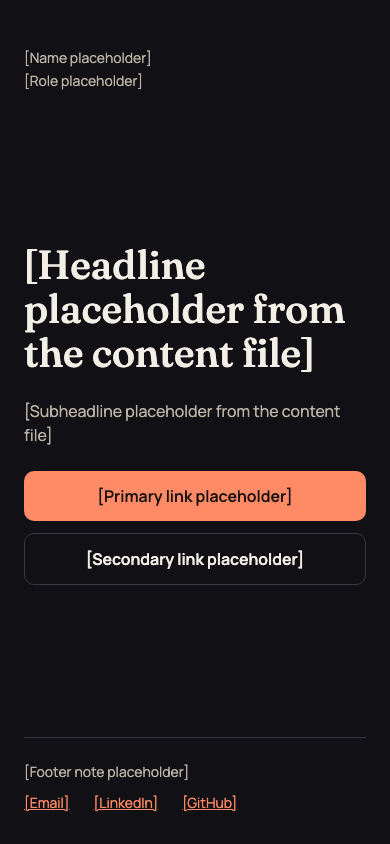 [Name placeholder]
[Role placeholder]
[Headline
placeholder from
the content file]
[Subheadline placeholder from the content
file]
[Primary link placeholder]
[Secondary link placeholder]
[Footer note placeholder]
[Email] [LinkedIn] [GitHub]